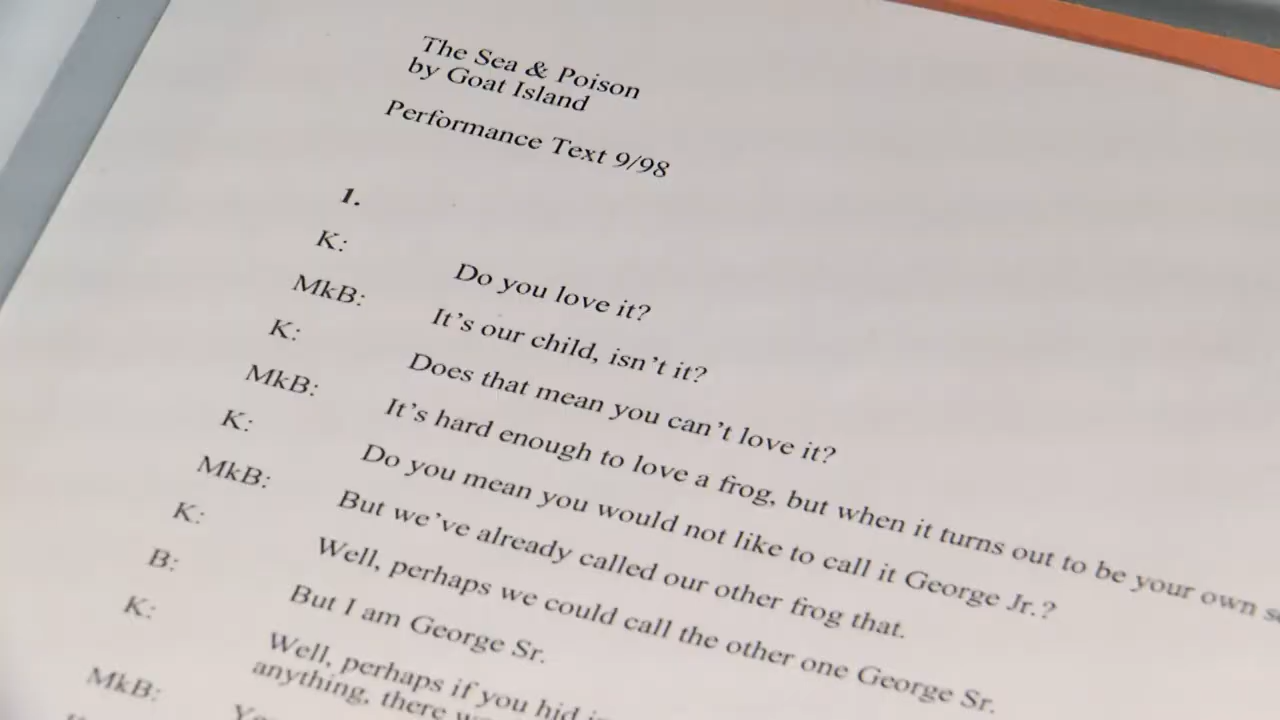 The Sea & Poison
by Goat Island
Performance Text 9/98
1.
K: Do you love it?
MkB: It's our child, isn't it?
K: Does that mean you can't love it?
MkB: It's hard enough to love a frog, but when it turns out to be your own
K: Do you mean you would not like to call it George Jr.?
MkB: But we've already called our other frog that.
K: Well, perhaps we could call the other one George Sr.
B: But I am George Sr.
K: Well, perhaps if you hid
anything, there
MkB: